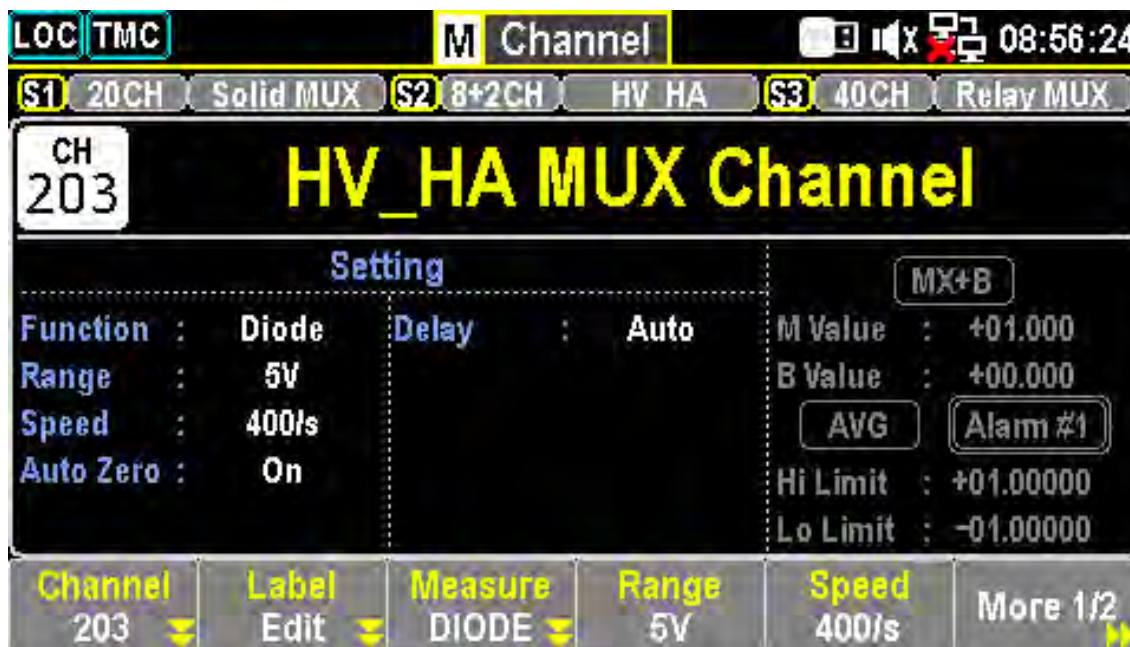 LOC TMC M Channel 08:56:24
S1 20CH Solid MUX S2 8+2CH HV HA S3 40CH Relay MUX
CH
203
HV_HA MUX Channel
Setting
MX+B
Function : Diode Delay : Auto M Value : +01.000
Range : 5V B Value : +00.000
Speed : 400/s AVG Alarm #1
Auto Zero : On Hi Limit : +01.00000
Lo Limit : -01.00000
Channel Label Measure Range Speed More 1/2
203 Edit DIODE 5V 400/s